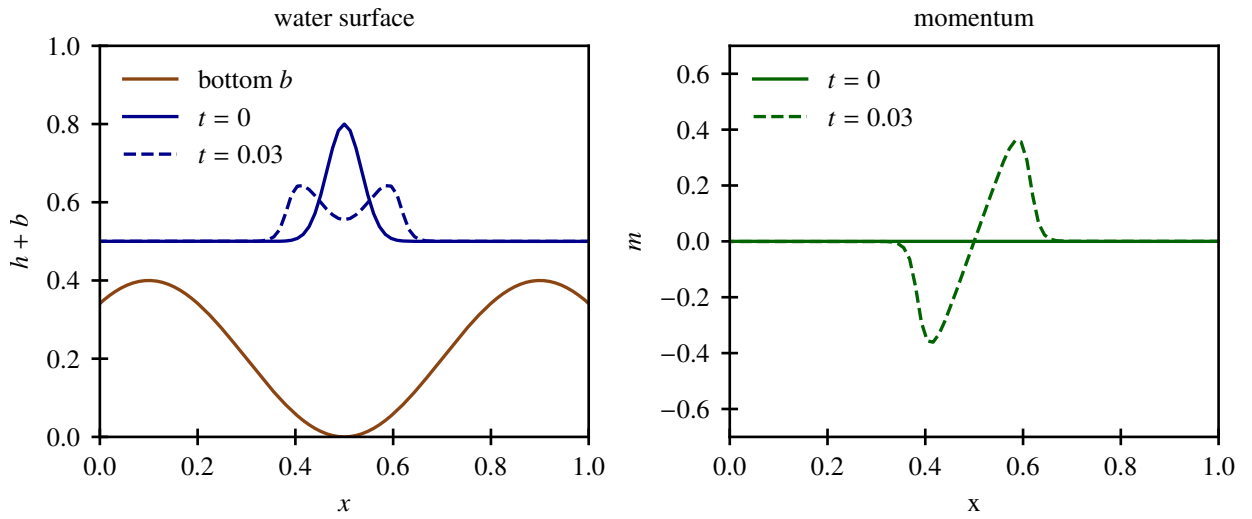 water surface
1.0
0.8
0.6
0.4
0.2
0.0
h + b
bottom b
t = 0
t = 0.03
0.0 0.2 0.4 0.6 0.8 1.0
x
momentum
0.6
0.4
0.2
0.0
−0.2
−0.4
−0.6
m
t = 0
t = 0.03
0.0 0.2 0.4 0.6 0.8 1.0
x